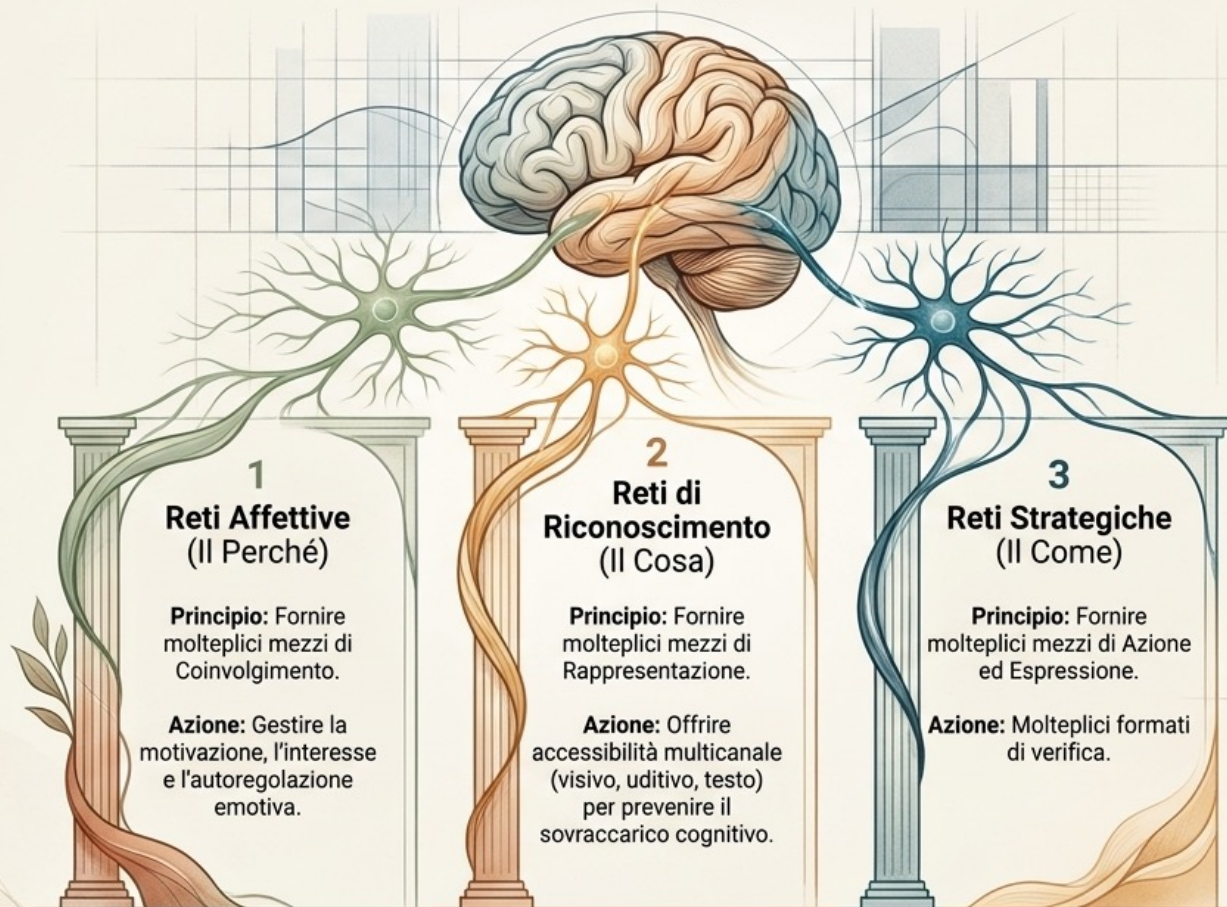 1
Reti Affettive
(Il Perché)
Principio: Fornire
molteplici mezzi di
Coinvolgimento.
Azione: Gestire la
motivazione, l'interesse
e l'autoregolazione
emotiva.
2
Reti di
Riconoscimento
(Il Cosa)
Principio: Fornire
molteplici mezzi di
Rappresentazione.
Azione: Offrire
accessibilità multicanale
(visivo, uditivo, testo)
per prevenire il
sovraccarico cognitivo.
3
Reti Strategiche
(Il Come)
Principio: Fornire
molteplici mezzi di Azione
ed Espressione.
Azione: Molteplici formati
di verifica.